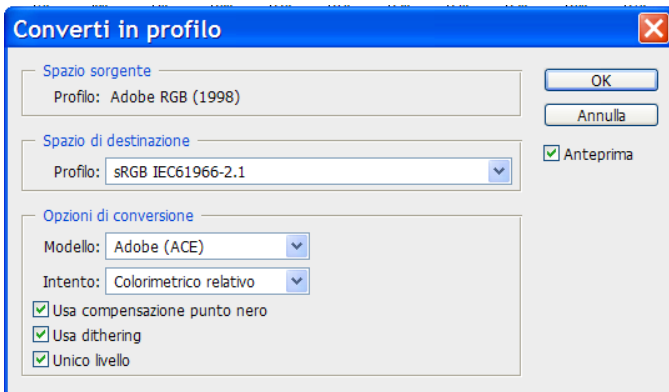 Converti in profilo
Spazio sorgente
Profilo: Adobe RGB (1998)
OK
Annulla
Anteprima
Spazio di destinazione
Profilo: sRGB IEC61966-2.1
Opzioni di conversione
Modello: Adobe (ACE)
Intento: Colorimetrico relativo
Usa compensazione punto nero
Usa dithering
Unico livello